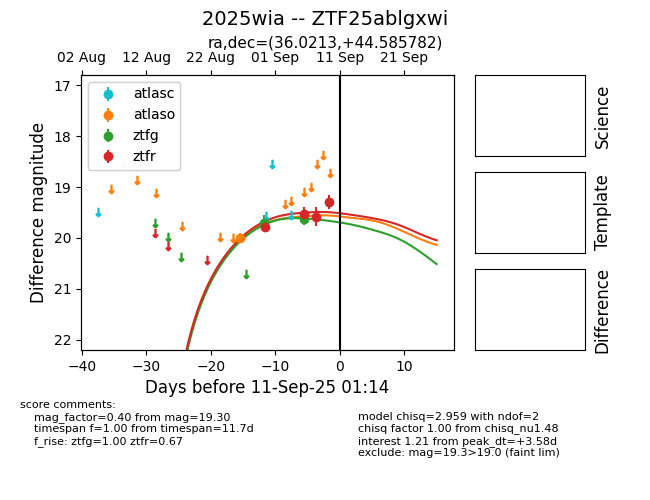 2025wia -- ZTF25ablgxwi
ra,dec=(36.0213,+44.585782)
02 Aug 12 Aug 22 Aug 01 Sep 11 Sep 21 Sep
17
18
19
20
21
22
Difference magnitude
atlasc
atlaso
ztfg
ztfr
−40 −30 −20 −10 0 10
Days before 11-Sep-25 01:14
Science
Template
Difference
score comments:
mag_factor=0.40 from mag=19.30
timespan f=1.00 from timespan=11.7d
f_rise: ztfg=1.00 ztfr=0.67
model chisq=2.959 with ndof=2
chisq factor 1.00 from chisq_nu1.48
interest 1.21 from peak_dt=+3.58d
exclude: mag=19.3>19.0 (faint lim)